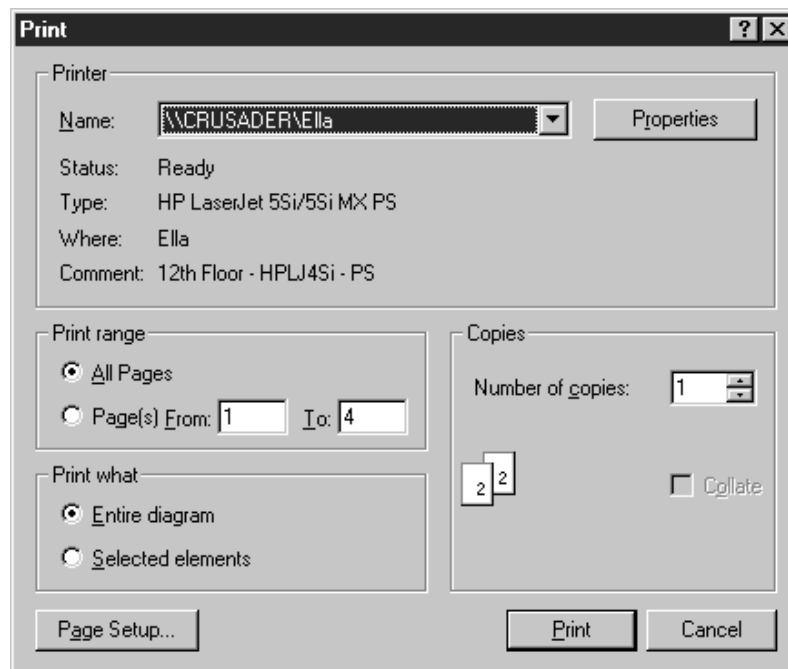 Print
Printer
Name: \\CRUSADER\Ella Properties
Status: Ready
Type: HP LaserJet 5Si/5Si MX PS
Where: Ella
Comment: 12th Floor - HPLJ4Si - PS
Print range
All Pages
Page(s) From: 1 To: 4
Copies
Number of copies: 1
2 2
Collate
Print what
Entire diagram
Selected elements
Page Setup... Print Cancel